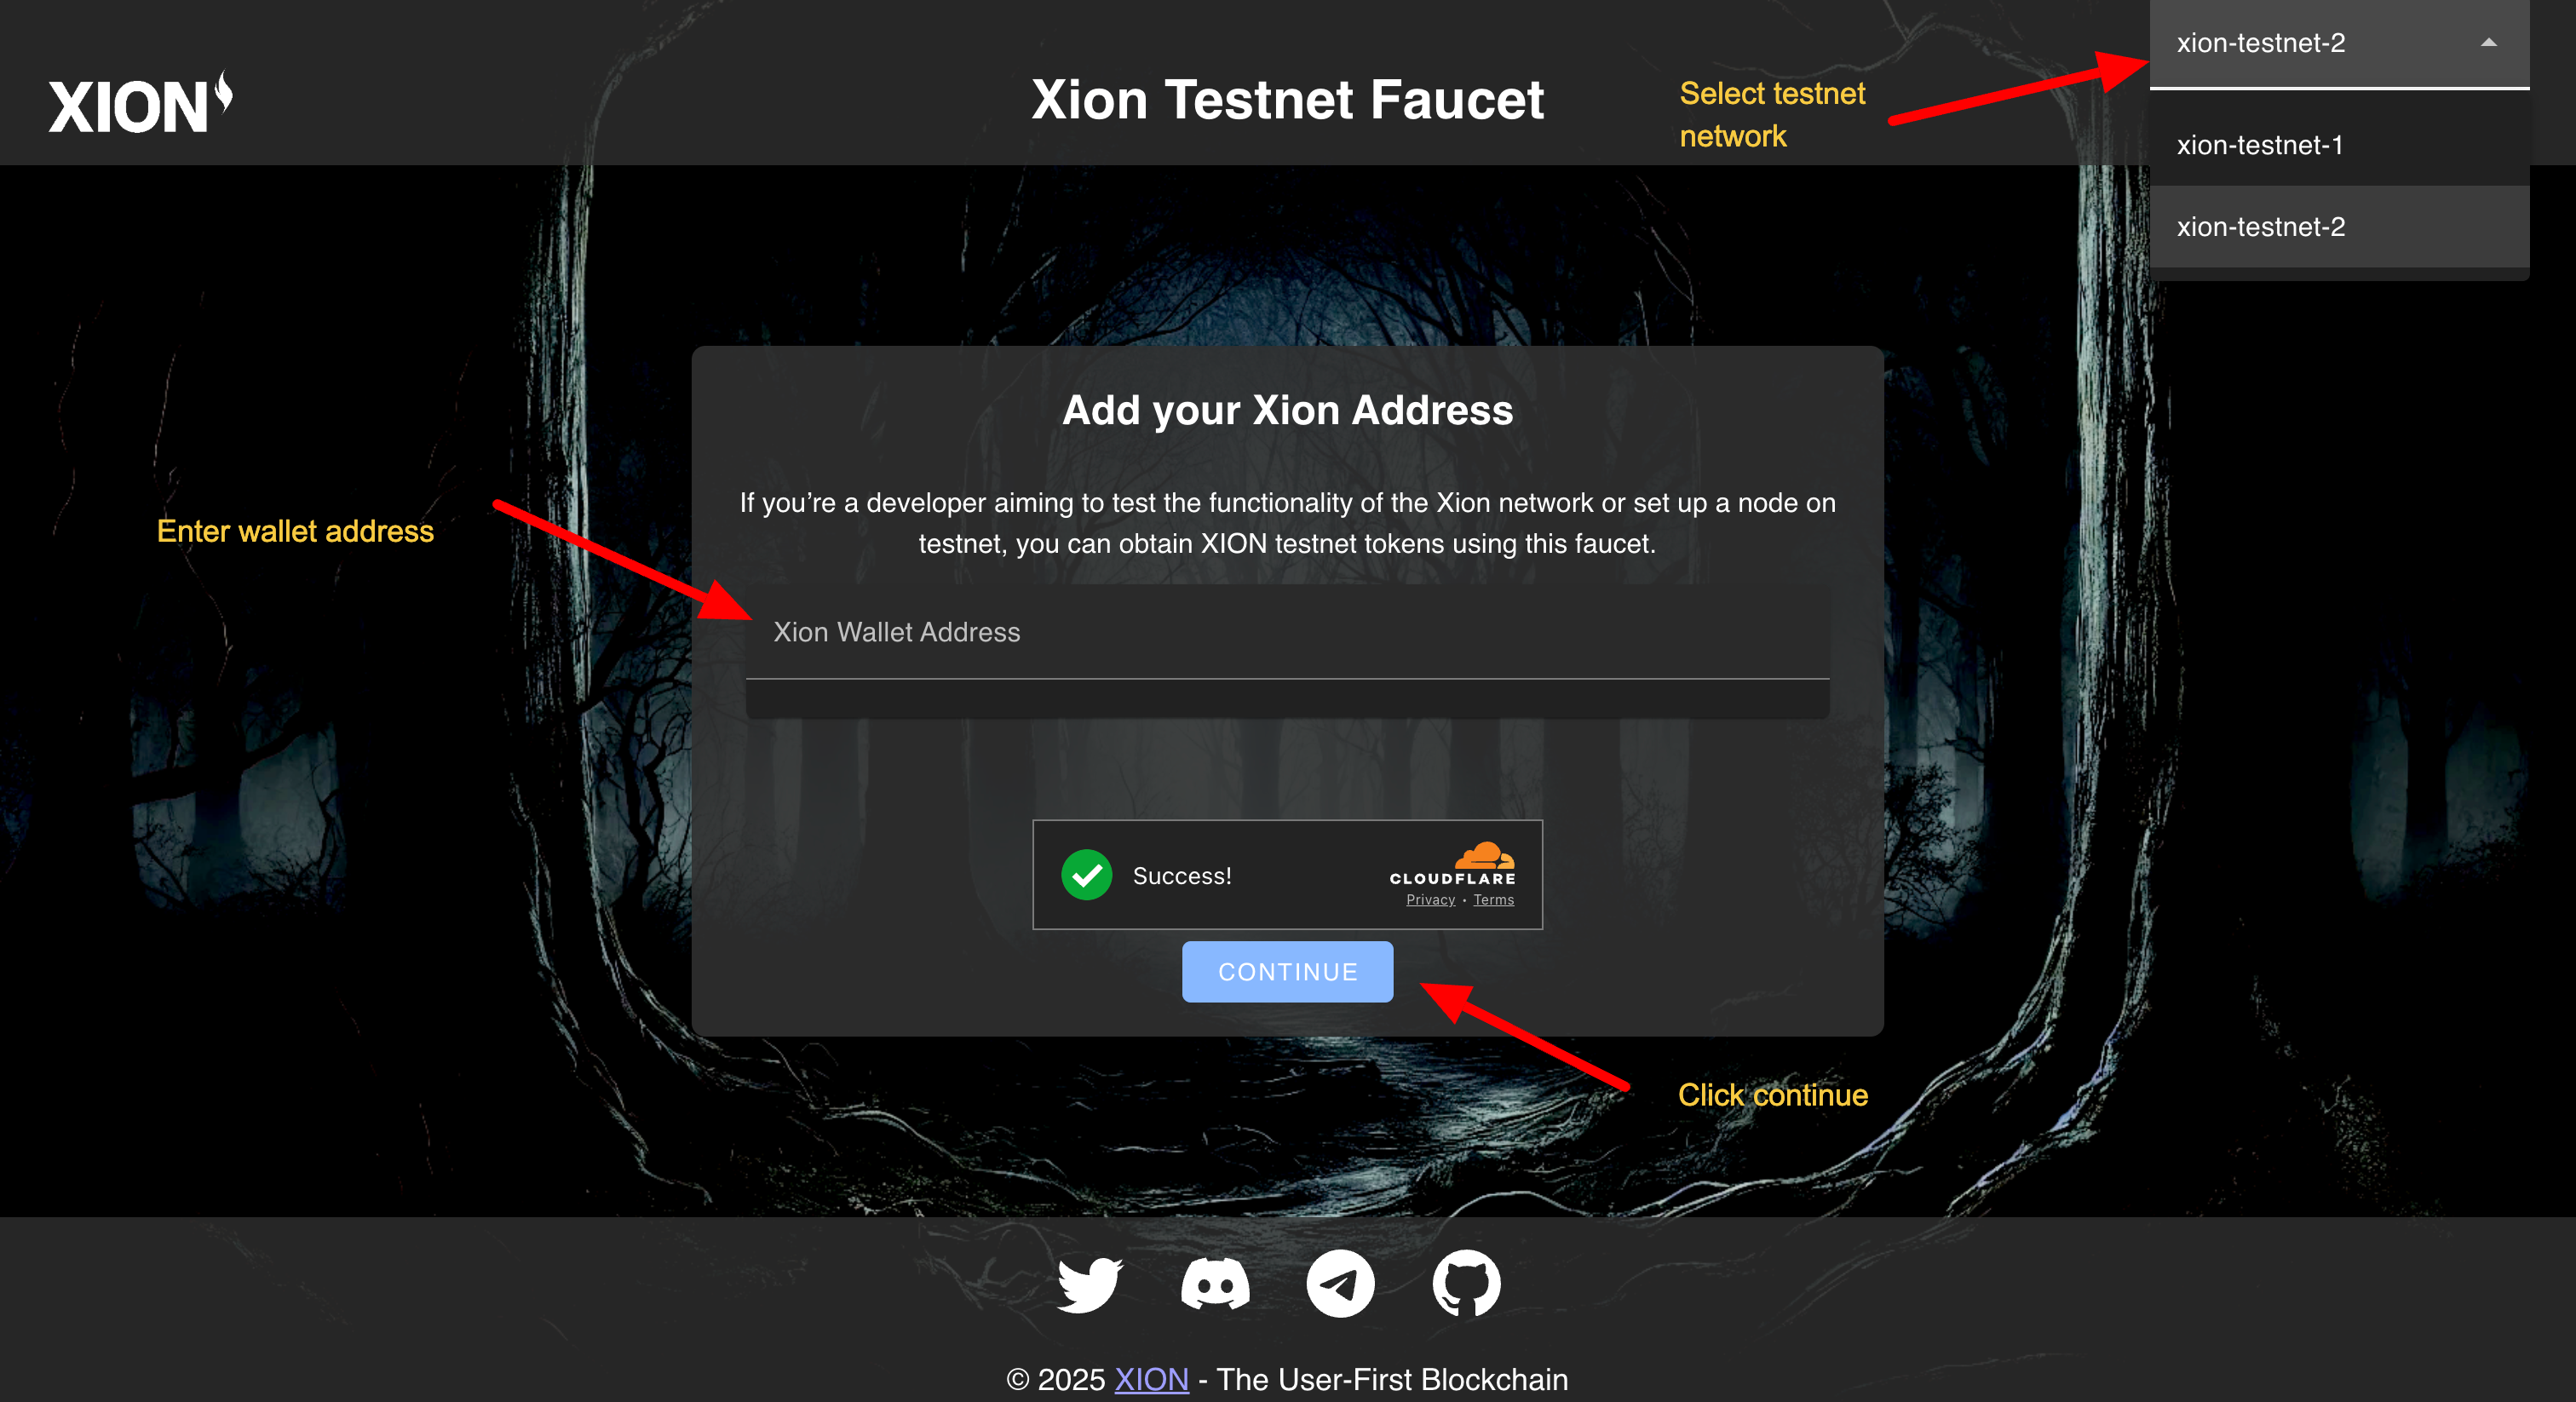 XION
Xion Testnet Faucet
Select testnet
network
xion-testnet-2
xion-testnet-1
xion-testnet-2
Add your Xion Address
If you’re a developer aiming to test the functionality of the Xion network or set up a node on
testnet, you can obtain XION testnet tokens using this faucet.
Enter wallet address
Xion Wallet Address
Success!
CLOUDFLARE
Privacy • Terms
CONTINUE
Click continue
© 2025 XION - The User-First Blockchain